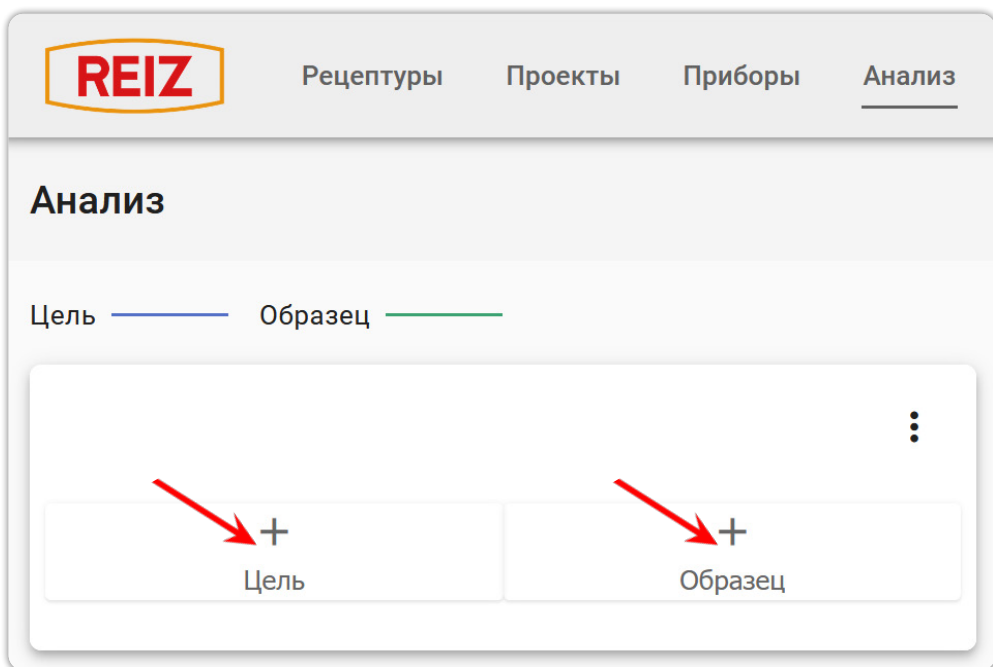 REIZ Рецептуры Проекты Приборы Анализ
Анализ
Цель Образец
+ +
Цель Образец